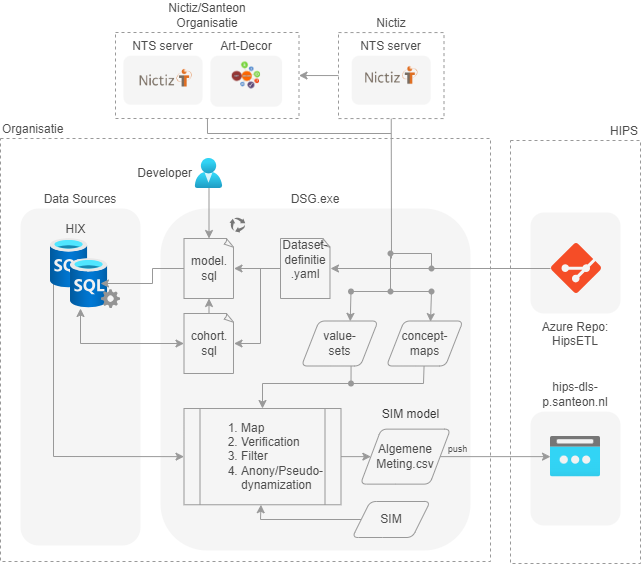 Nictiz/Santeon
Organisatie
Nictiz
NTS server
Art-Decor
NTS server
Nictiz
Nictiz
Organisatie
HIPS
Developer
Data Sources
DSG.exe
HIX
SQL
SQL
model.
sql
Dataset-
definitie
.yaml
cohort.
sql
value-
sets
concept-
maps
Azure Repo:
HipsETL
hips-dls-
p.santeon.nl
1. Map
2. Verification
3. Filter
4. Anony/Pseudo-
dynamization
SIM model
Algemene
Meting.csv
push
SIM